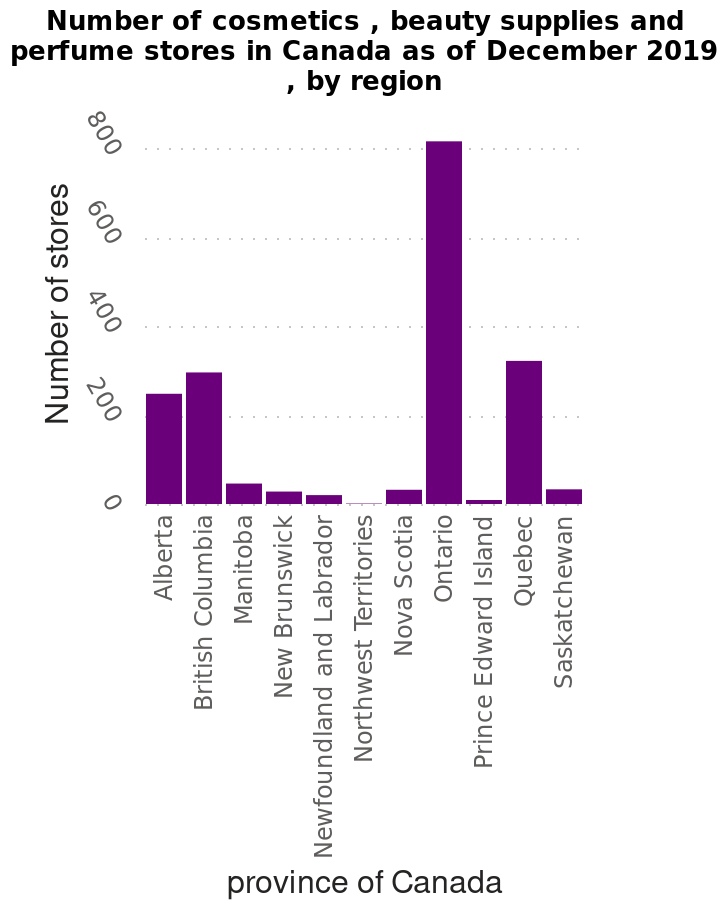 Number of cosmetics , beauty supplies and
perfume stores in Canada as of December 2019
, by region
Number of stores
800
600
400
200
0
Alberta
British Columbia
Manitoba
New Brunswick
Newfoundland and Labrador
Northwest Territories
Nova Scotia
Ontario
Prince Edward Island
Quebec
Saskatchewan
province of Canada